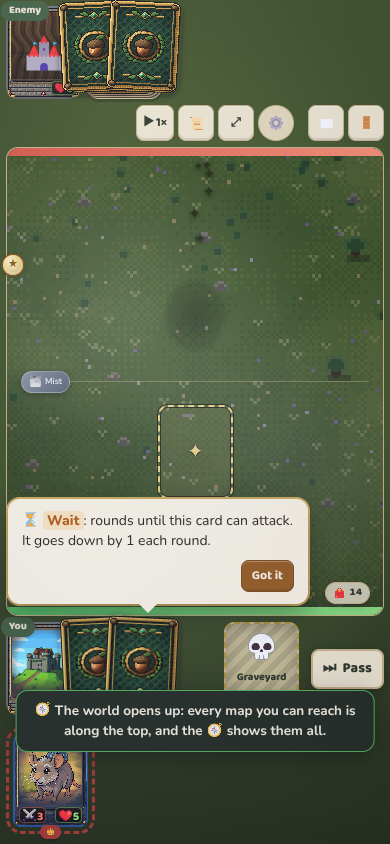 Enemy
1×
Mist
Wait: rounds until this card can attack.
It goes down by 1 each round.
Got it
14
You
Graveyard
Pass
The world opens up: every map you can reach is
along the top, and the shows them all.
3
5